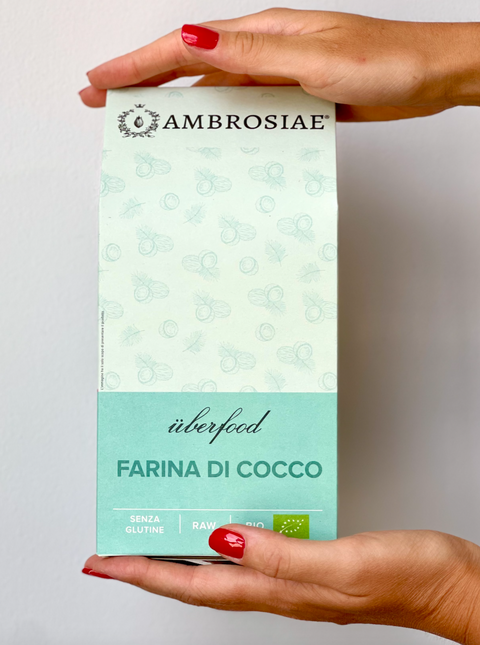 AMBROSIAE®
überfood
FARINA DI COCCO
SENZA
GLUTINE
RAW
BIO